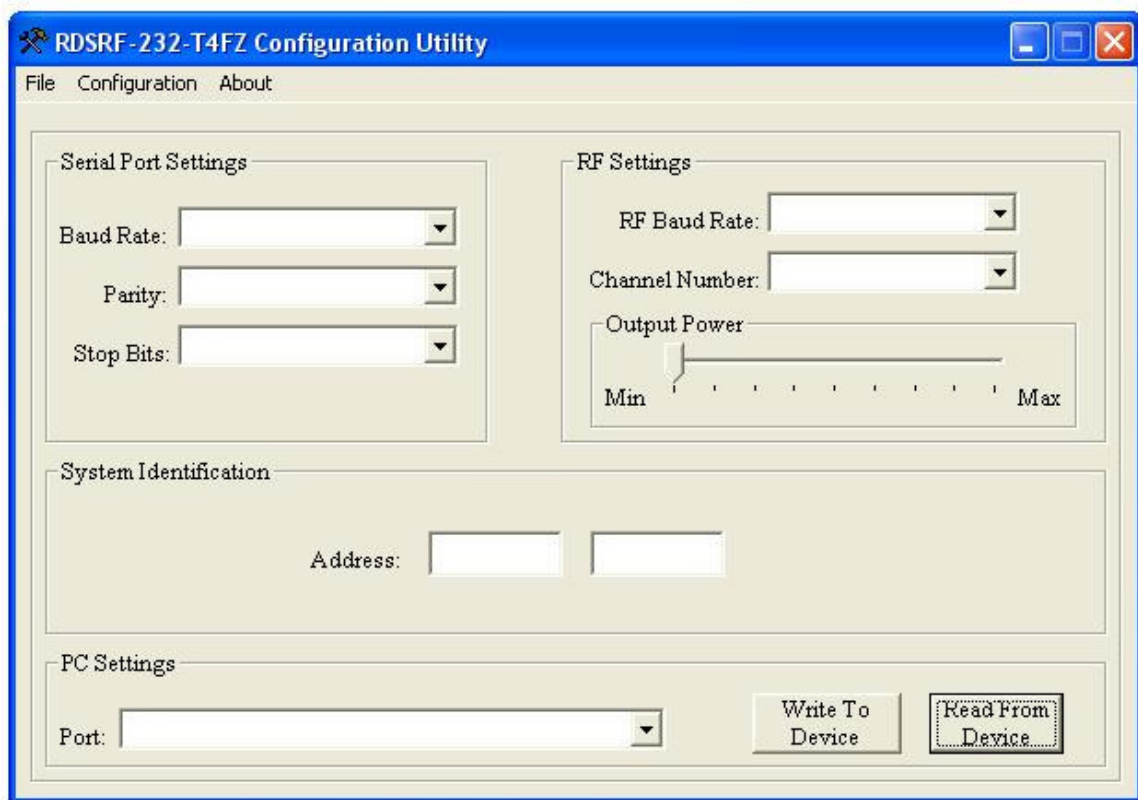 RDSRF-232-T4FZ Configuration Utility
File Configuration About
Serial Port Settings
Baud Rate:
Parity:
Stop Bits:
RF Settings
RF Baud Rate:
Channel Number:
Output Power
Min Max
System Identification
Address:
PC Settings
Port:
Write To
Device
Read From
Device